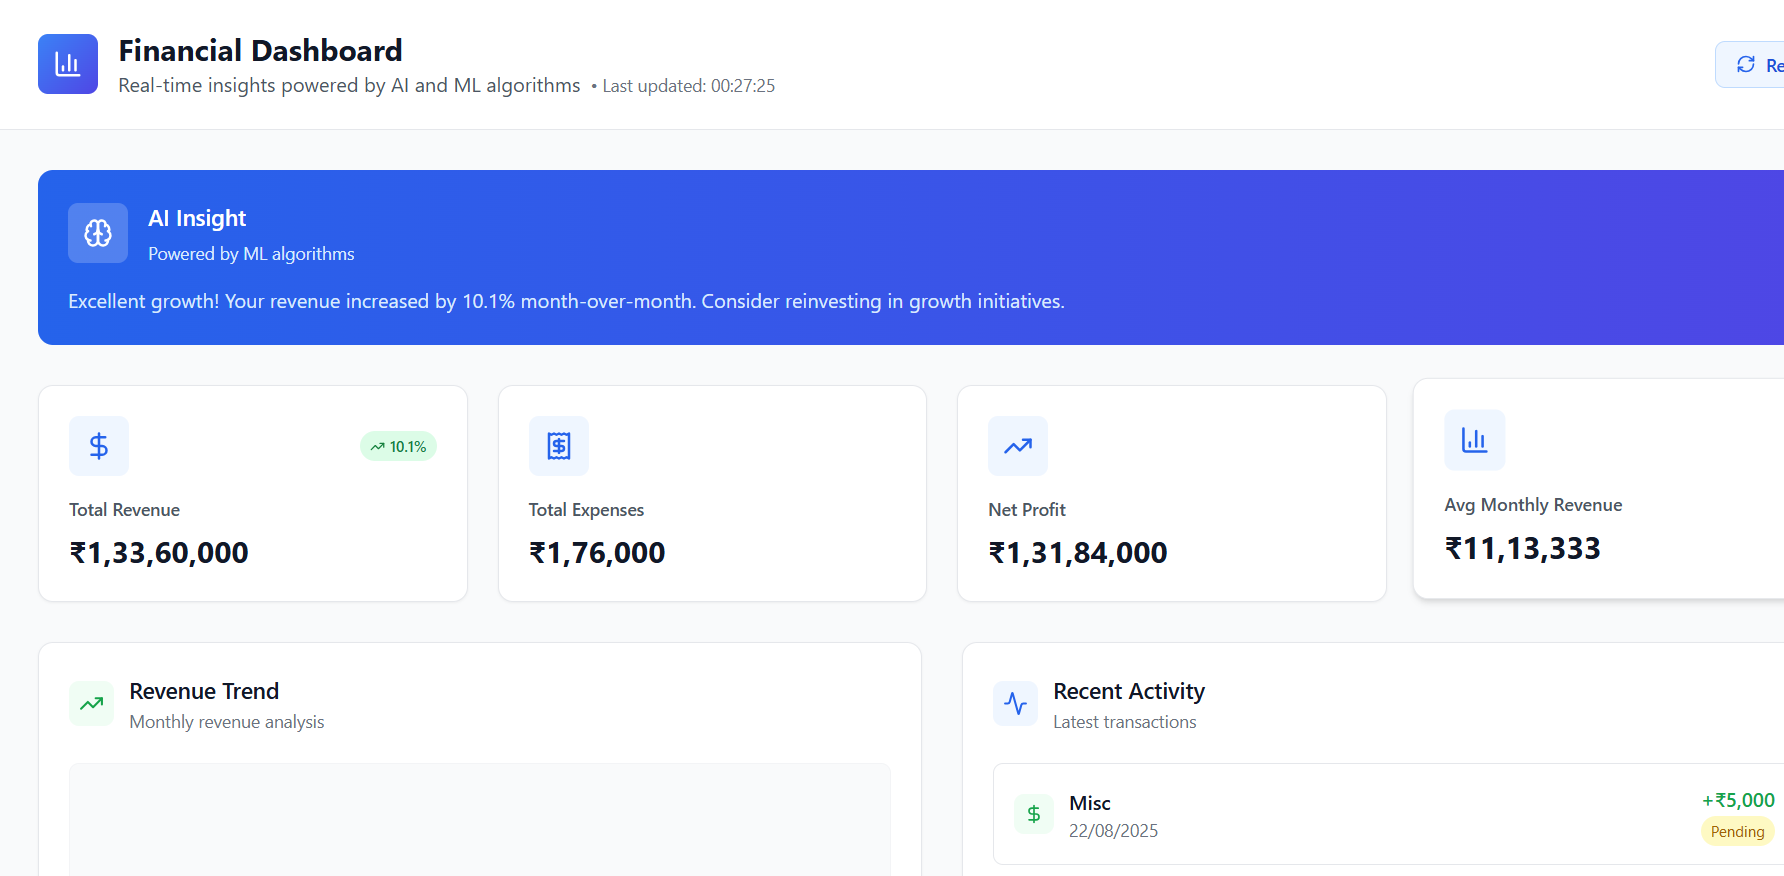 Financial Dashboard
Real-time insights powered by AI and ML algorithms • Last updated: 00:27:25
Re
AI Insight
Powered by ML algorithms
Excellent growth! Your revenue increased by 10.1% month-over-month. Consider reinvesting in growth initiatives.
10.1%
Total Revenue
₹1,33,60,000
Total Expenses
₹1,76,000
Net Profit
₹1,31,84,000
Avg Monthly Revenue
₹11,13,333
Revenue Trend
Monthly revenue analysis
Recent Activity
Latest transactions
Misc
22/08/2025
+₹5,000
Pending